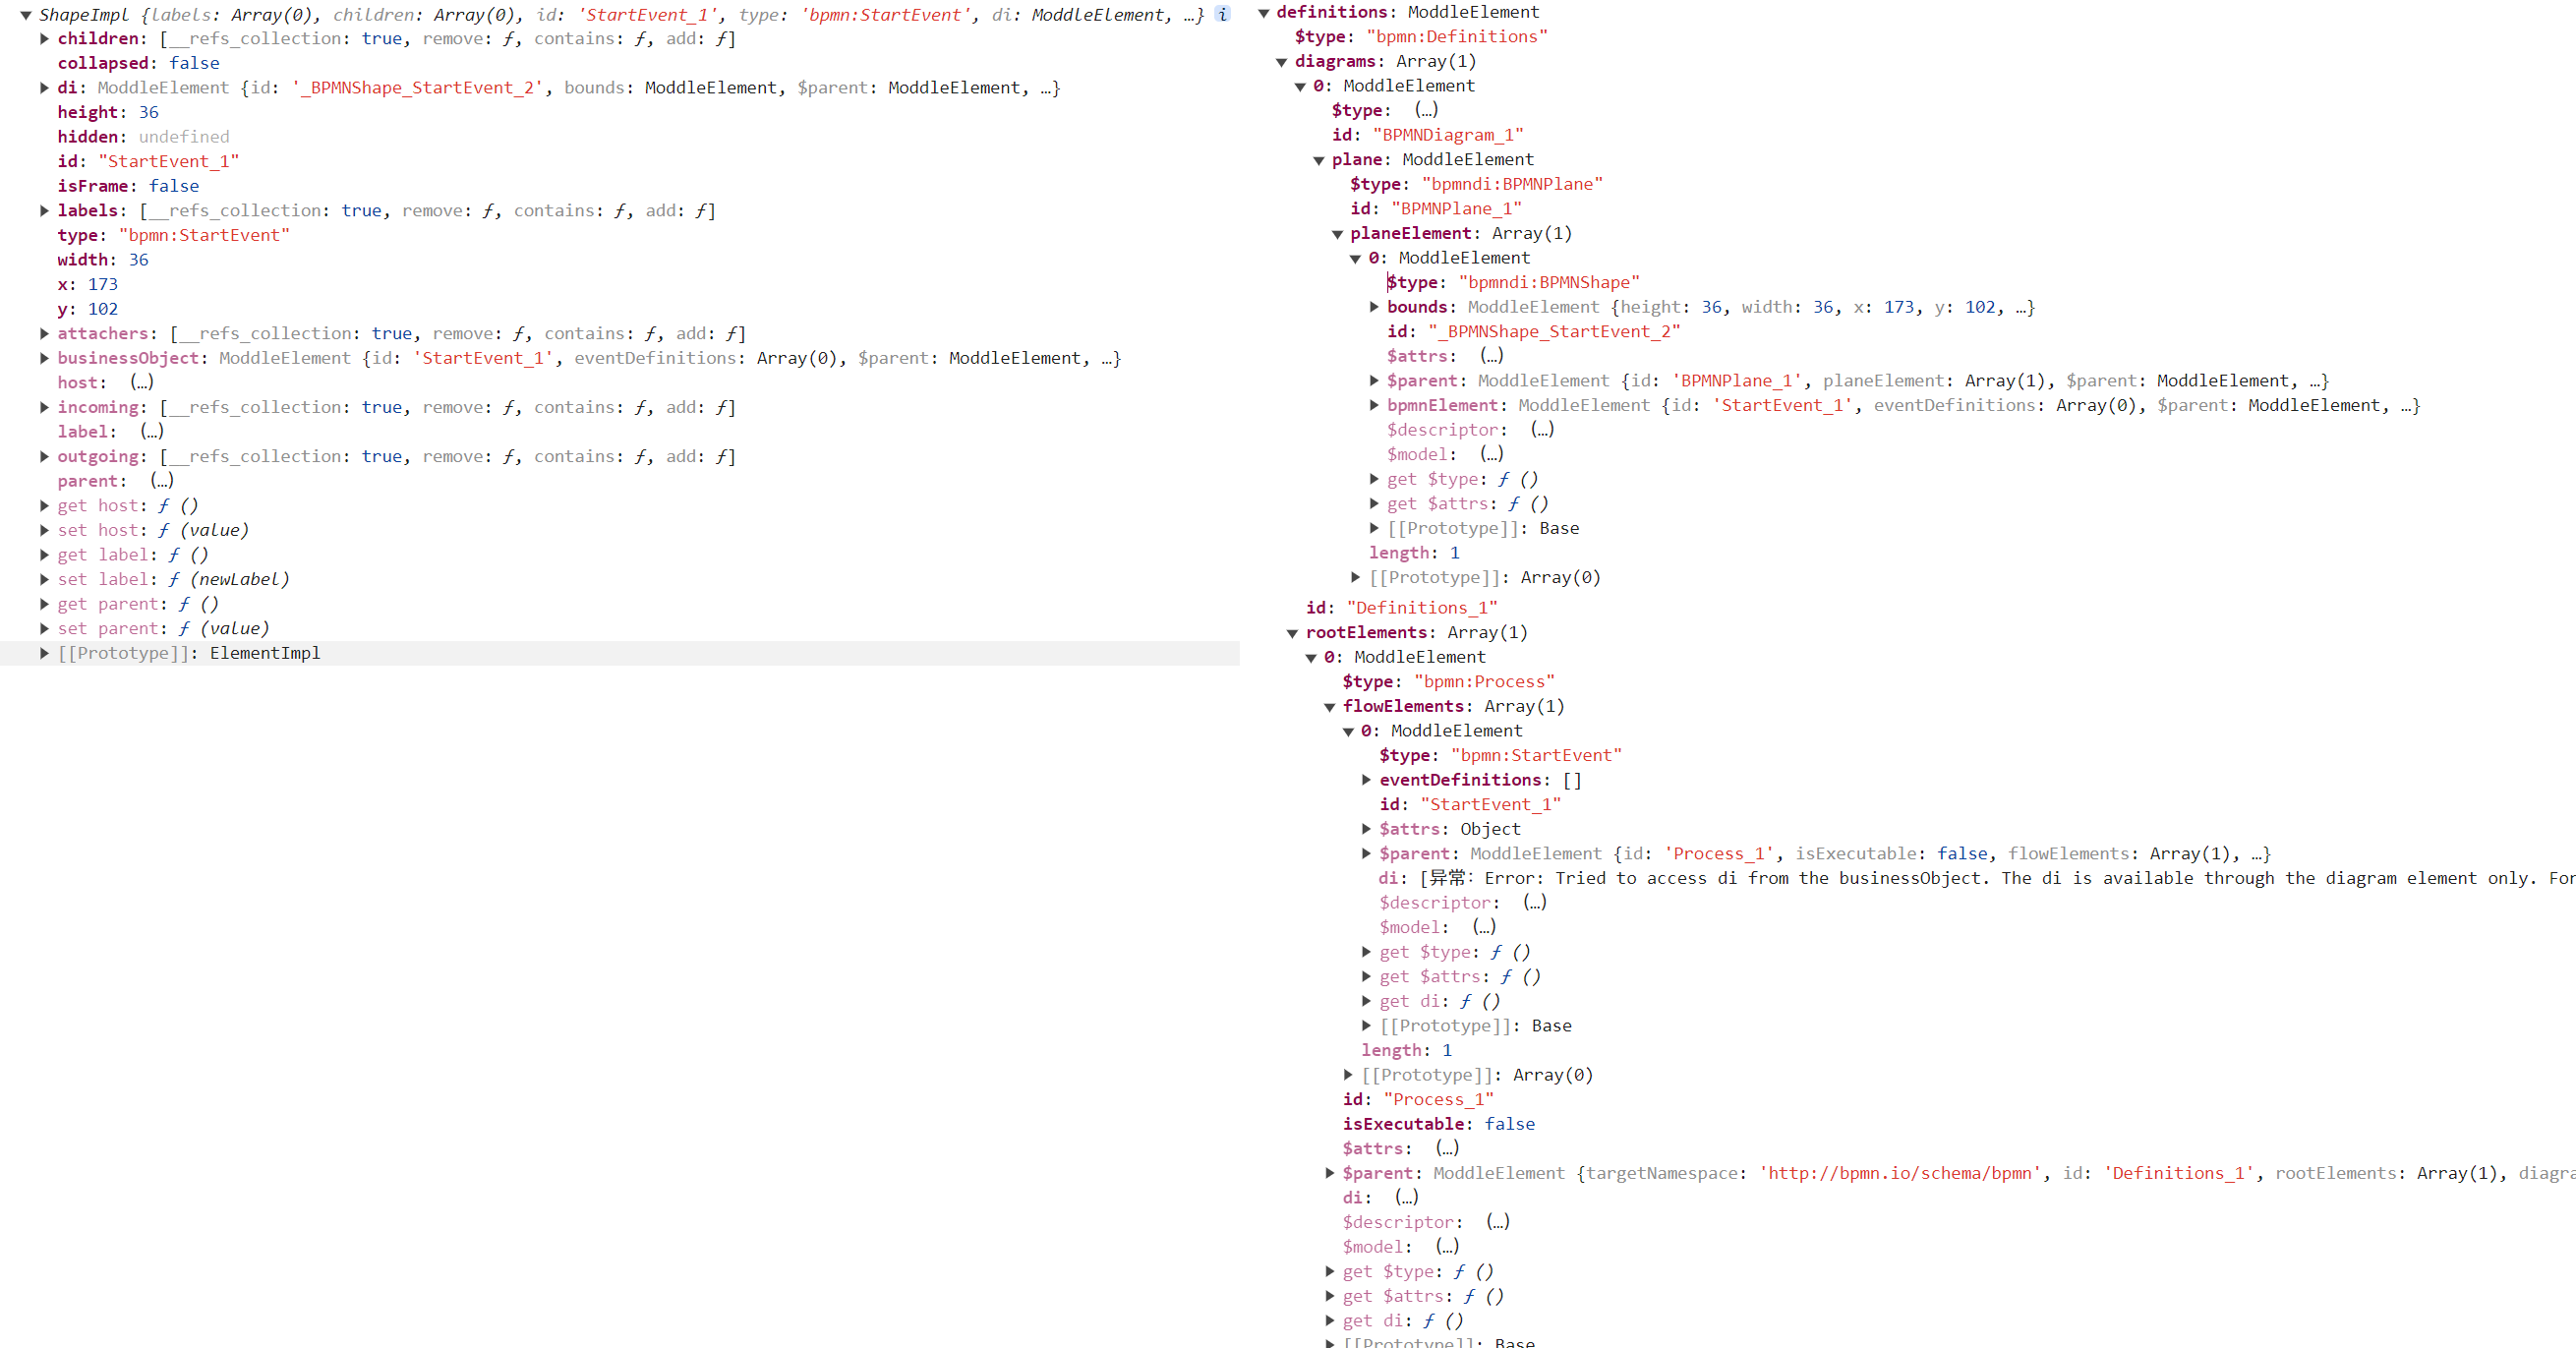 ▼ ShapeImpl {labels: Array(0), children: Array(0), id: 'StartEvent_1', type: 'bpmn:StartEvent', di: ModdleElement, …} i
▶ children: [__refs_collection: true, remove: ƒ, contains: ƒ, add: ƒ]
collapsed: false
▶ di: ModdleElement {id: '_BPMNShape_StartEvent_2', bounds: ModdleElement, $parent: ModdleElement, …}
height: 36
hidden: undefined
id: "StartEvent_1"
isFrame: false
▶ labels: [__refs_collection: true, remove: ƒ, contains: ƒ, add: ƒ]
type: "bpmn:StartEvent"
width: 36
x: 173
y: 102
▶ attachers: [__refs_collection: true, remove: ƒ, contains: ƒ, add: ƒ]
▶ businessObject: ModdleElement {id: 'StartEvent_1', eventDefinitions: Array(0), $parent: ModdleElement, …}
host: (…)
▶ incoming: [__refs_collection: true, remove: ƒ, contains: ƒ, add: ƒ]
label: (…)
▶ outgoing: [__refs_collection: true, remove: ƒ, contains: ƒ, add: ƒ]
parent: (…)
▶ get host: ƒ ()
▶ set host: ƒ (value)
▶ get label: ƒ ()
▶ set label: ƒ (newLabel)
▶ get parent: ƒ ()
▶ set parent: ƒ (value)
▶ [[Prototype]]: ElementImpl
▼ definitions: ModdleElement
$type: "bpmn:Definitions"
▼ diagrams: Array(1)
▼ 0: ModdleElement
$type: (…)
id: "BPMNDiagram_1"
▼ plane: ModdleElement
$type: "bpmndi:BPMNPlane"
id: "BPMNPlane_1"
▼ planeElement: Array(1)
▼ 0: ModdleElement
$type: "bpmndi:BPMNShape"
▶ bounds: ModdleElement {height: 36, width: 36, x: 173, y: 102, …}
id: "_BPMNShape_StartEvent_2"
$attrs: (…)
▶ $parent: ModdleElement {id: 'BPMNPlane_1', planeElement: Array(1), $parent: ModdleElement, …}
▶ bpmnElement: ModdleElement {id: 'StartEvent_1', eventDefinitions: Array(0), $parent: ModdleElement, …}
$descriptor: (…)
$model: (…)
▶ get $type: ƒ ()
▶ get $attrs: ƒ ()
▶ [[Prototype]]: Base
length: 1
▶ [[Prototype]]: Array(0)
id: "Definitions_1"
▼ rootElements: Array(1)
▼ 0: ModdleElement
$type: "bpmn:Process"
▼ flowElements: Array(1)
▼ 0: ModdleElement
$type: "bpmn:StartEvent"
▶ eventDefinitions: []
id: "StartEvent_1"
▶ $attrs: Object
▶ $parent: ModdleElement {id: 'Process_1', isExecutable: false, flowElements: Array(1), …}
di: [异常: Error: Tried to access di from the businessObject. The di is available through the diagram element only. For
$descriptor: (…)
$model: (…)
▶ get $type: ƒ ()
▶ get $attrs: ƒ ()
▶ get di: ƒ ()
▶ [[Prototype]]: Base
length: 1
▶ [[Prototype]]: Array(0)
id: "Process_1"
isExecutable: false
$attrs: (…)
▶ $parent: ModdleElement {targetNamespace: 'http://bpmn.io/schema/bpmn', id: 'Definitions_1', rootElements: Array(1), diagra
di: (…)
$descriptor: (…)
$model: (…)
▶ get $type: ƒ ()
▶ get $attrs: ƒ ()
▶ get di: ƒ ()
▶ [[Prototype]]: Base